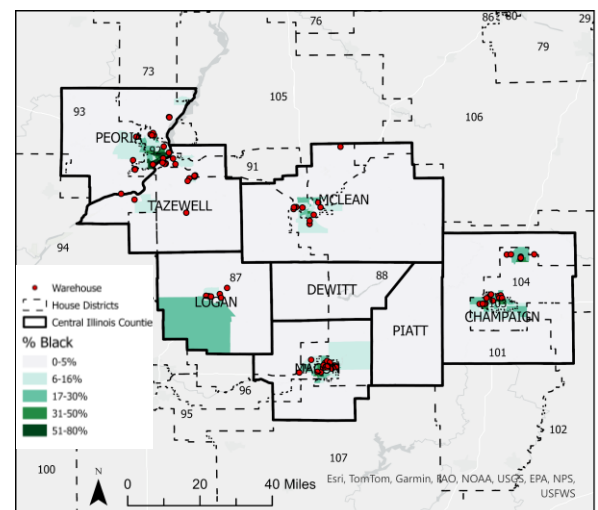 76
86
80
29
79
73
105
93
106
PEORIA
92
91
MCLEAN
TAZEWELL
94
87
88
104
LOGAN
DEWITT
103
CHAMPAIGN
PIATT
101
MACON
96
95
102
107
100
Warehouse
House Districts
Central Illinois Countie
% Black
0-5%
6-16%
17-30%
31-50%
51-80%
N
0 20 40 Miles
Esri, TomTom, Garmin, FAO, NOAA, USGS, EPA, NPS,
USFWS